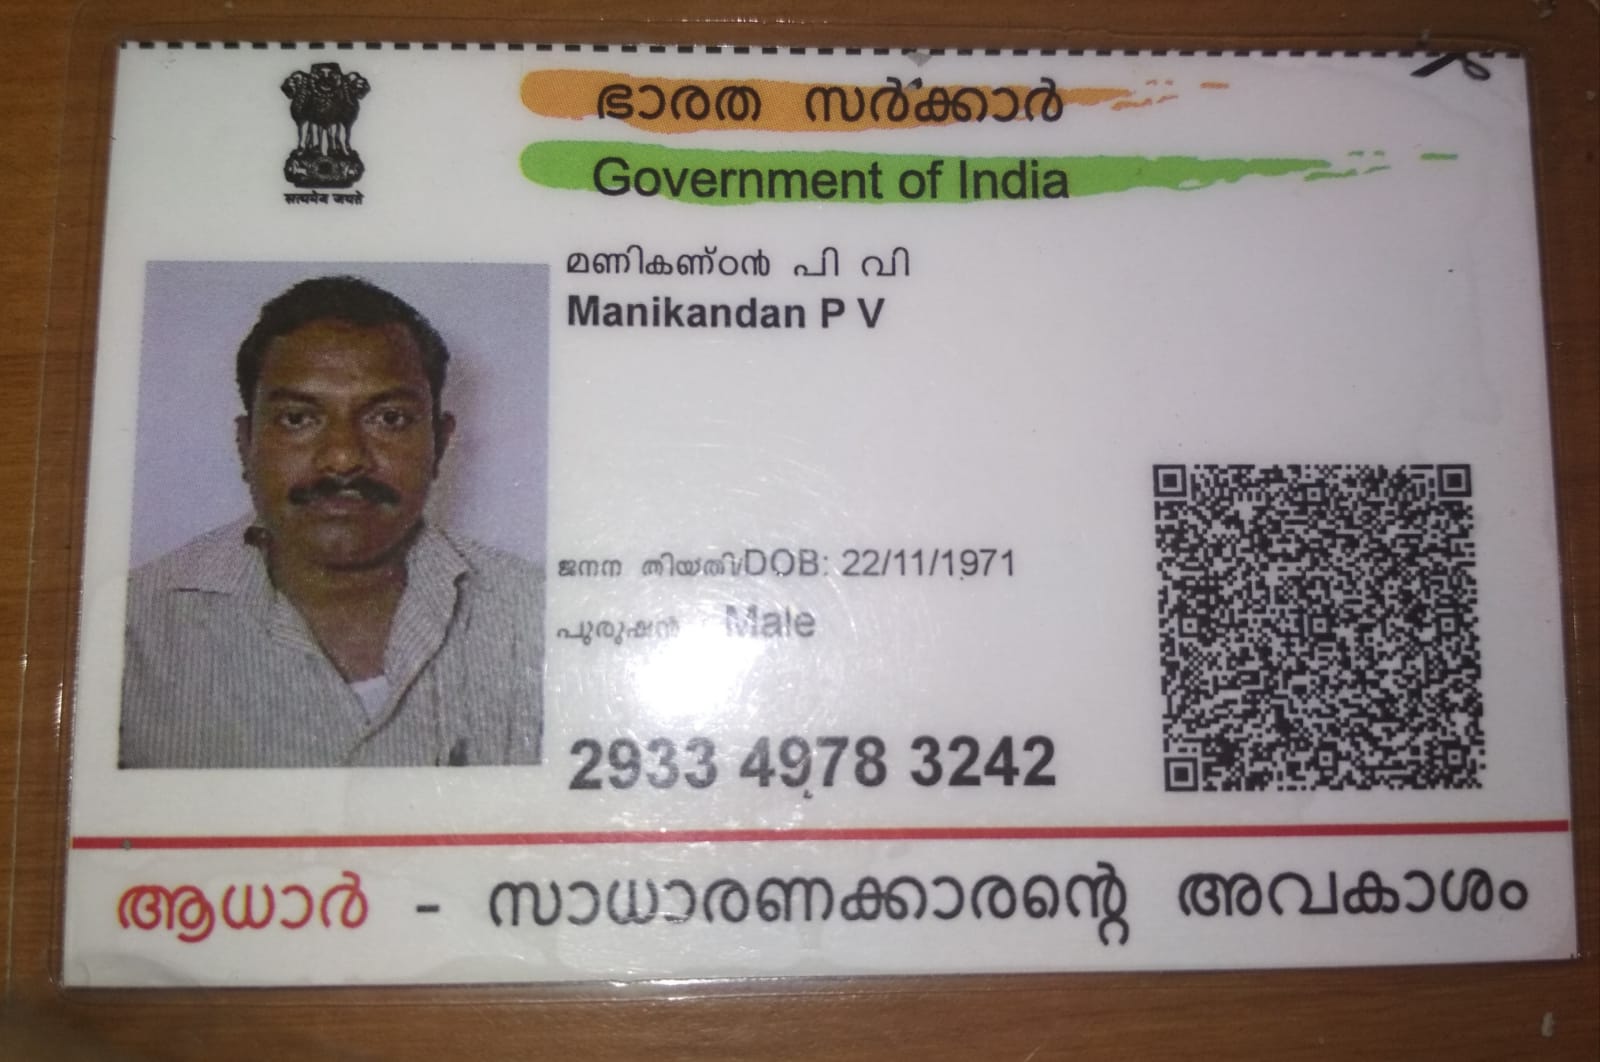 ഭാരത സർക്കാർ
Government of India
सत्यमेव जयते
മണികണ്ഠൻ പി വി
Manikandan P V
ജനന തിയതി/DOB: 22/11/1971
പുരുഷൻ / Male
2933 4978 3242
ആധാർ - സാധാരണക്കാരന്റെ അവകാശം